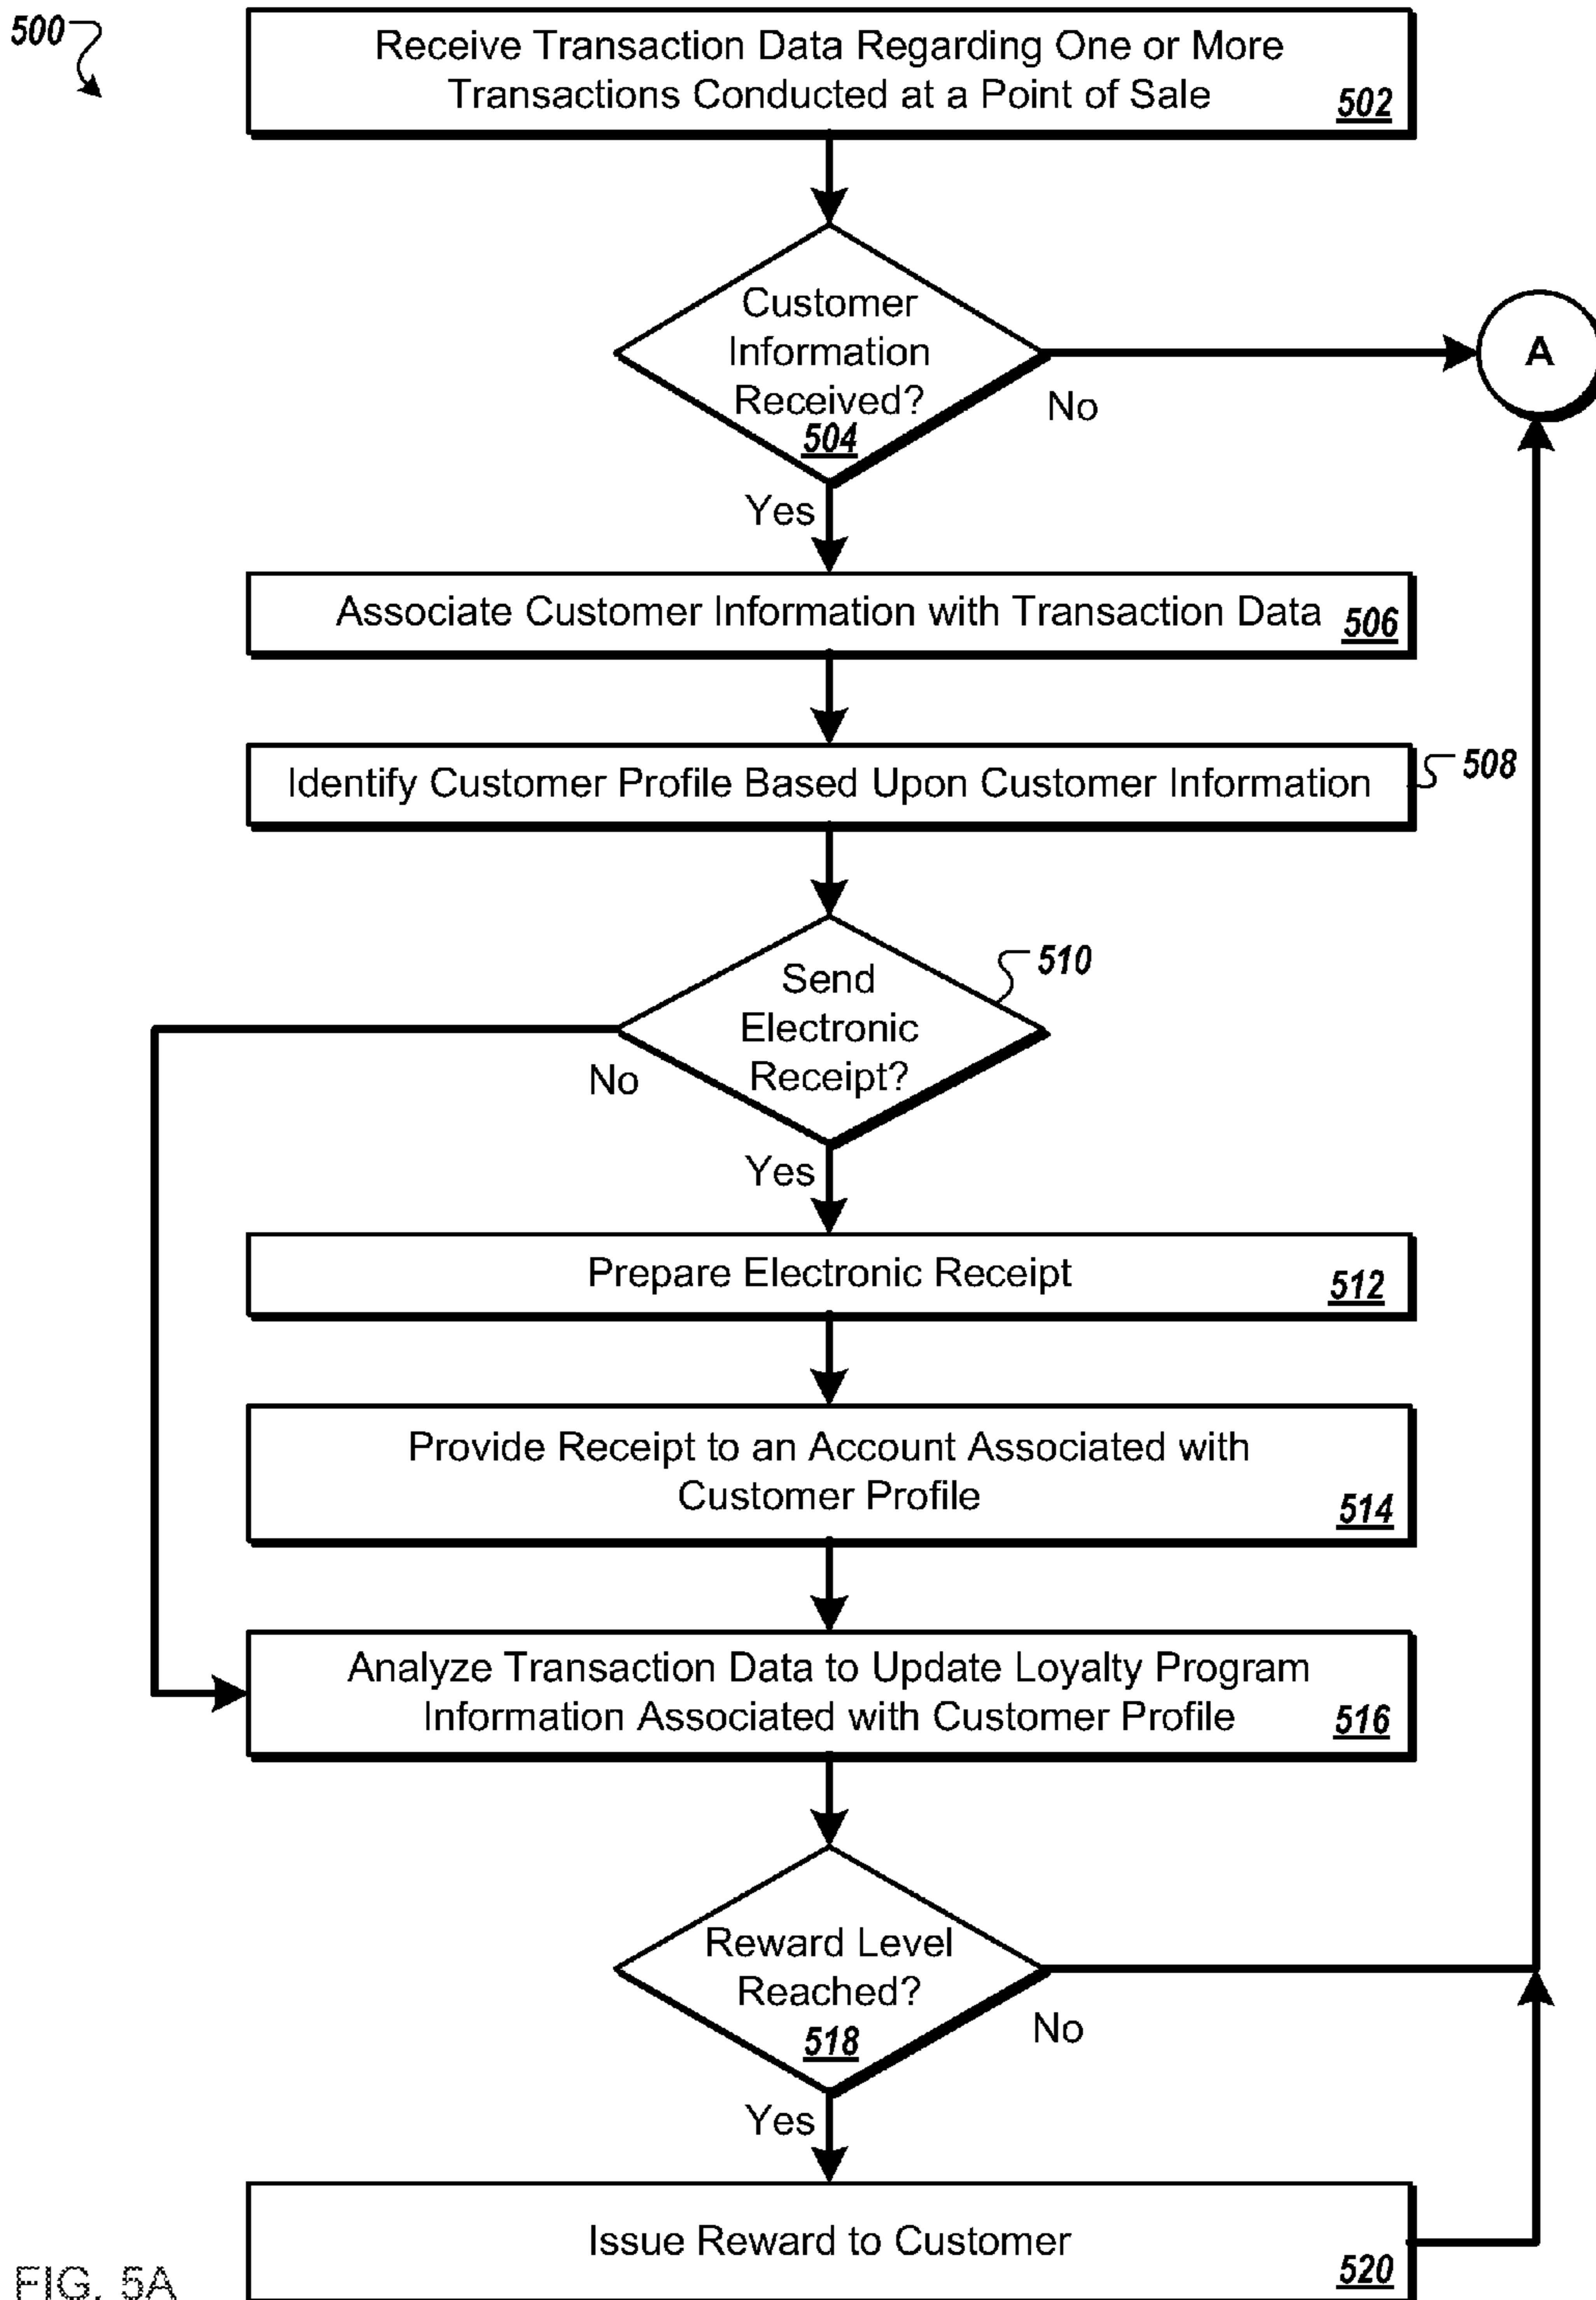 500
Receive Transaction Data Regarding One or More
Transactions Conducted at a Point of Sale
502
Customer
Information
Received?
504
No
A
Yes
Associate Customer Information with Transaction Data
506
Identify Customer Profile Based Upon Customer Information
508
Send
Electronic
Receipt?
510
No
Yes
Prepare Electronic Receipt
512
Provide Receipt to an Account Associated with
Customer Profile
514
Analyze Transaction Data to Update Loyalty Program
Information Associated with Customer Profile
516
Reward Level
Reached?
518
No
Yes
Issue Reward to Customer
520
FIG. 5A